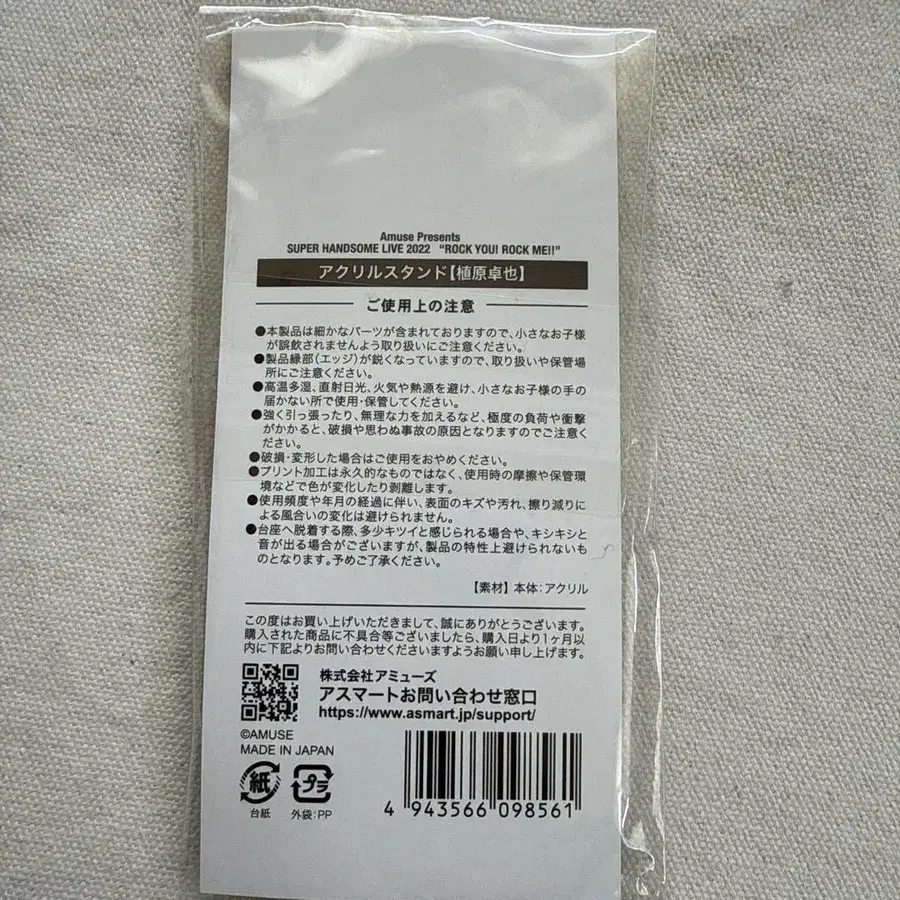 Amuse Presents
SUPER HANDSOME LIVE 2022 “ROCK YOU! ROCK ME!!”
アクリルスタンド【植原卓也】
ご使用上の注意
●本製品は細かなパーツが含まれておりますので、小さなお子様
が誤飲されませんよう取り扱いにご注意ください。
●製品縁部（エッジ）が鋭くなっていますので、取り扱いや保管場
所にご注意ください。
●高温多湿、直射日光、火気や熱源を避け、小さなお子様の手の
届かない所で使用・保管してください。
●強く引っ張ったり、無理な力を加えるなど、極度の負荷や衝撃
がかかると、破損や思わぬ事故の原因となりますのでご注意く
ださい。
●破損・変形した場合はご使用をおやめください。
●プリント加工は永久的なものではなく、使用時の摩擦や保管環
境などで色が変化したり剥離します。
●使用頻度や年月の経過に伴い、表面のキズや汚れ、擦り減りに
よる風合いの変化は避けられません。
●台座へ脱着する際、多少キツイと感じられる場合や、キシキシと
音が出る場合がございますが、製品の特性上避けられないも
のとなります。予めご了承ください。
【素材】本体：アクリル
この度はお買い上げいただきまして、誠にありがとうございます。
購入された商品に不具合等ございましたら、購入日より1ヶ月以
内に下記よりお問い合わせくださいますようお願い申し上げます。
株式会社アミューズ
アスマートお問い合わせ窓口
https://www.asmart.jp/support/
©AMUSE
MADE IN JAPAN
紙 プラ
台紙 外袋：PP
4 943566 098561